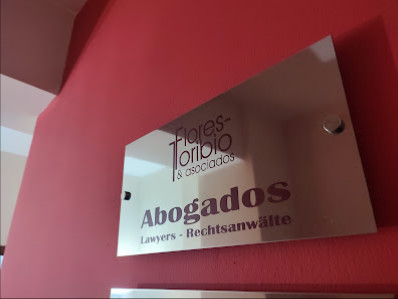 Flores-
Toribio
& asociados
Abogados
Lawyers - Rechtsanwälte